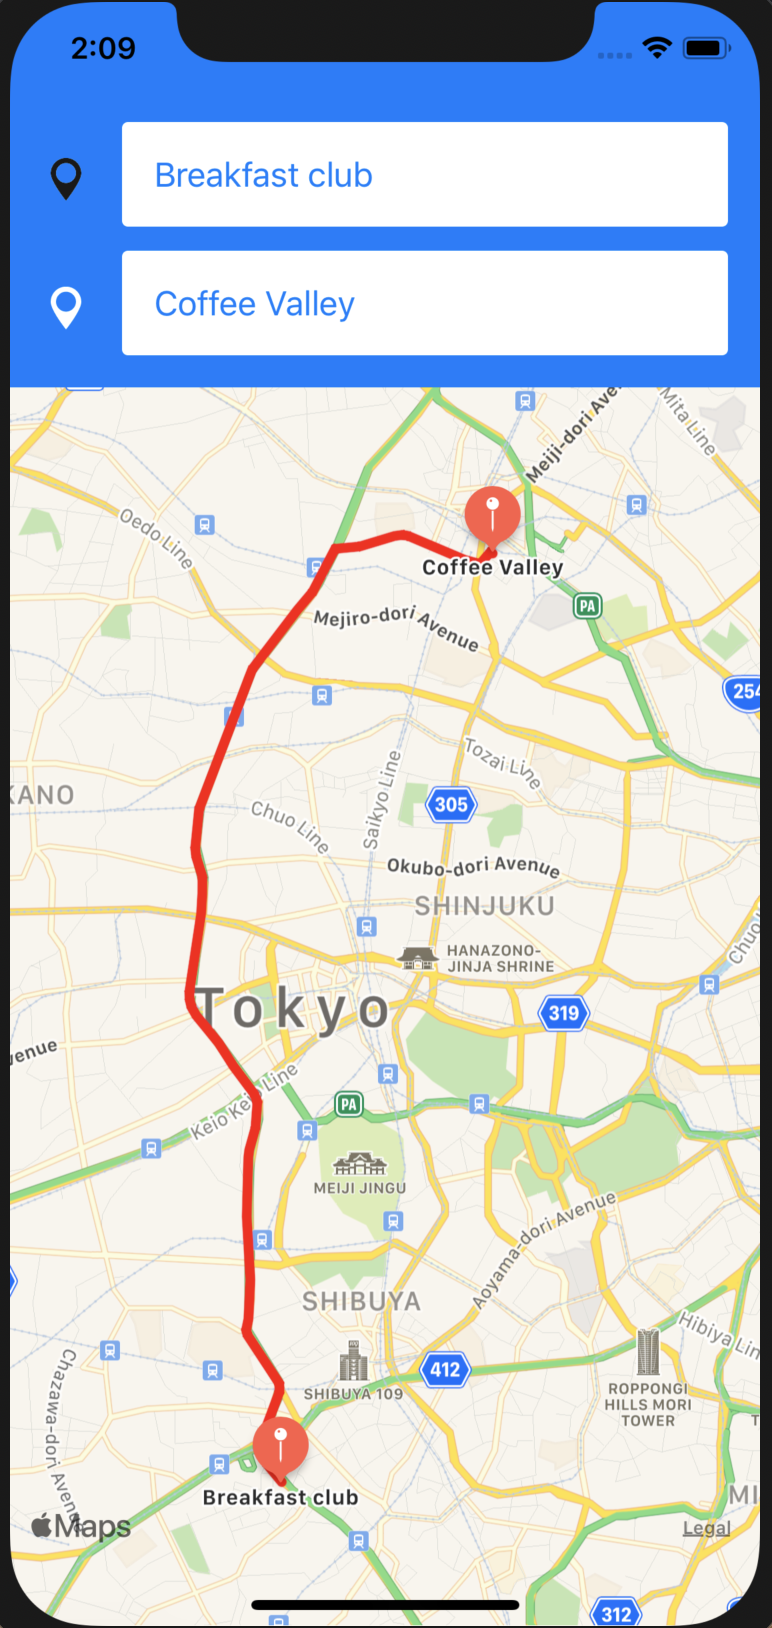 2:09
Breakfast club
Coffee Valley
Meiji-dori Ave
Mita Line
Oedo Line
Coffee Valley
PA
Mejiro-dori Avenue
254
Tozai Line
KANO
305
Saikyo Line
Chuo Line
Okubo-dori Avenue
SHINJUKU
HANAZONO-
JINJA SHRINE
Chuo
Tokyo
319
venue
Keio Line
PA
MEIJI JINGU
Aoyama-dori Avenue
SHIBUYA
Hibiya Lin
412
SHIBUYA 109
ROPPONGI
HILLS MORI
TOWER
Chazawa-dori Avenue
Breakfast club
MI
Maps
Legal
312